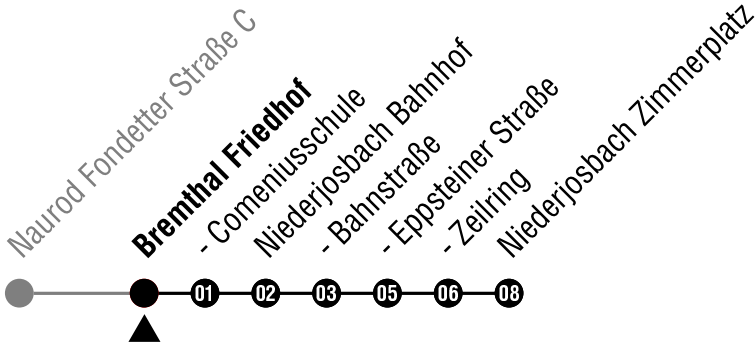 Naurod Fondetter Straße C
Bremthal Friedhof
- Comeniusschule
Niederjosbach Bahnhof
- Bahnstraße
- Eppsteiner Straße
- Zeilring
Niederjosbach Zimmerplatz
01 02 03 05 06 08